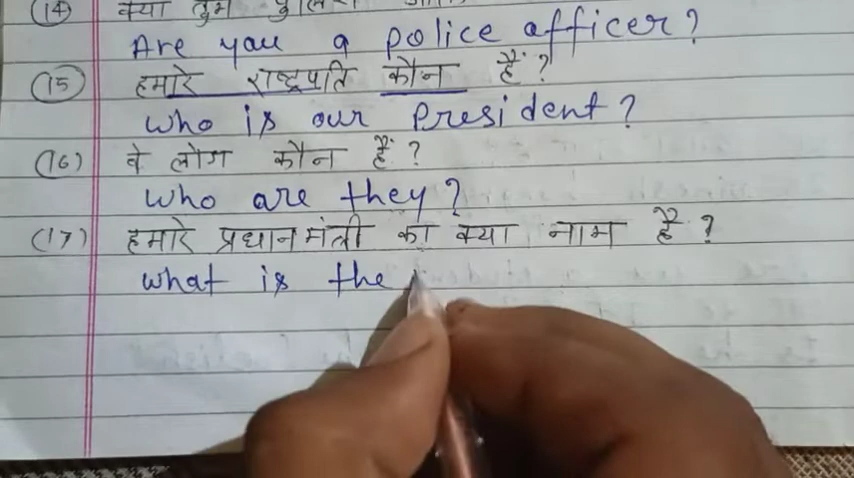 (14) क्या तुम
Are you a police officer?
(15) हमारे राष्ट्रपति कौन हैं ?
Who is our President?
(16) वे लोग कौन हैं ?
Who are they?
(17) हमारे प्रधानमंत्री का क्या नाम है ?
What is the